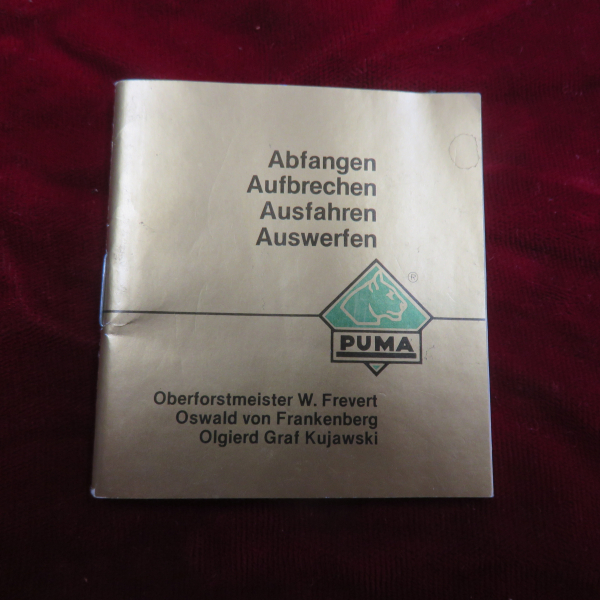 Abfangen
Aufbrechen
Ausfahren
Auswerfen
®
PUMA
Oberforstmeister W. Frevert
Oswald von Frankenberg
Olgierd Graf Kujawski